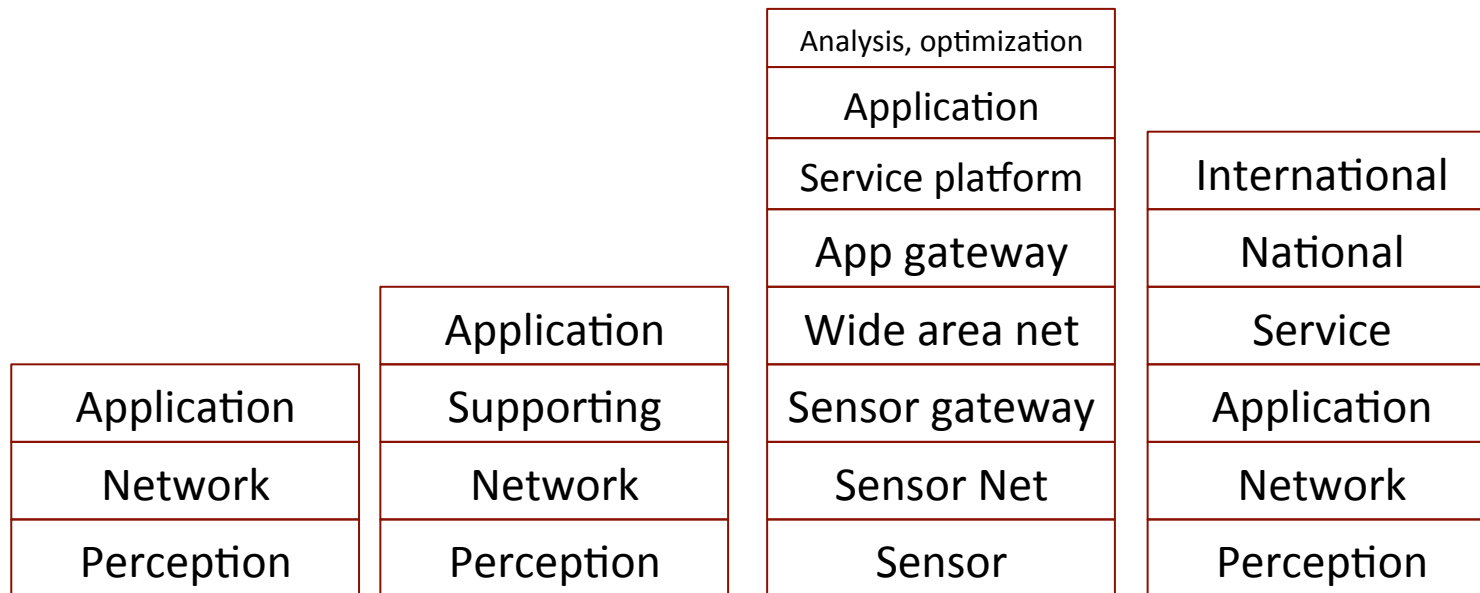 Application
Network
Perception
Application
Supporting
Network
Perception
Analysis, optimization
Application
Service platform
App gateway
Wide area net
Sensor gateway
Sensor Net
Sensor
International
National
Service
Application
Network
Perception